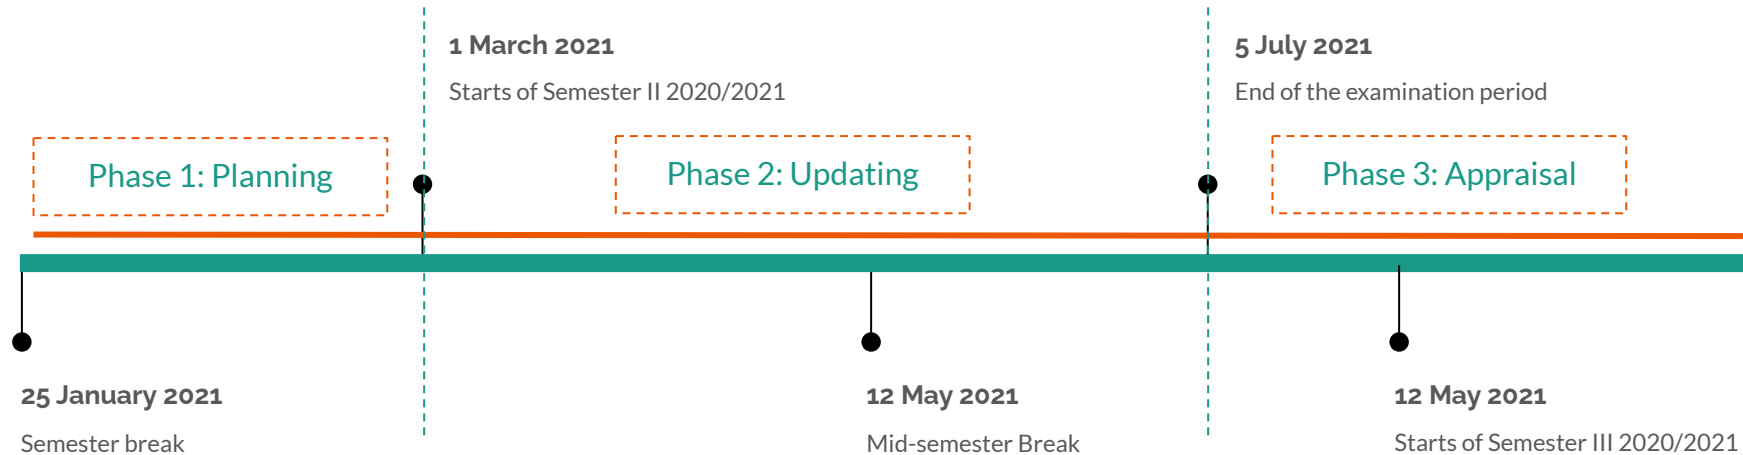 1 March 2021
Starts of Semester II 2020/2021
5 July 2021
End of the examination period
Phase 1: Planning
Phase 2: Updating
Phase 3: Appraisal
25 January 2021
Semester break
12 May 2021
Mid-semester Break
12 May 2021
Starts of Semester III 2020/2021